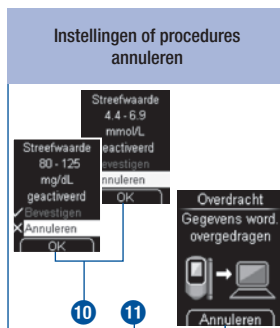 Instellingen of procedures
annuleren
Streefwaarde
4.4 - 6.9
mmol/L
geactiveerd
Bevestigen
Annuleren
OK
Streefwaarde
80 - 125
mg/dL
geactiveerd
Bevestigen
Annuleren
OK
Overdracht
Gegevens word.
overgedragen
Annuleren
10
11